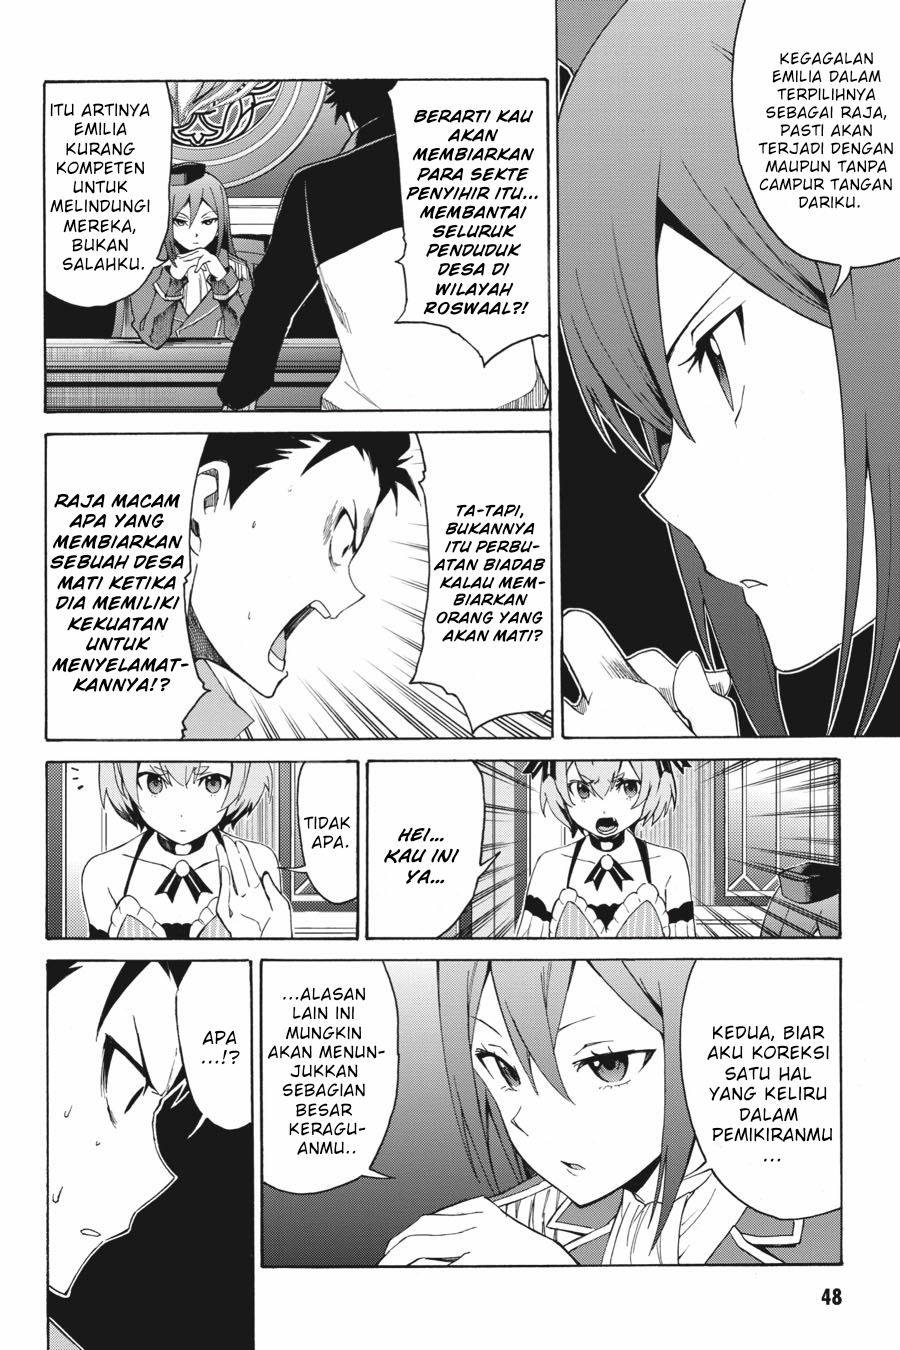 KEGAGALAN
EMILIA DALAM
TERPILIHNYA
SEBAGAI RAJA,
PASTI AKAN
TERJADI DENGAN
MAUPUN TANPA
CAMPUR TANGAN
DARIKU.
BERARTI KAU
AKAN
MEMBIARKAN
PARA SEKTE
PENYIHIR ITU...
MEMBANTAI
SELURUK
PENDUDUK
DESA DI
WILAYAH
ROSWAAL?!
ITU ARTINYA
EMILIA
KURANG
KOMPETEN
UNTUK
MELINDUNGI
MEREKA,
BUKAN
SALAHKU.
TA-TAPI,
BUKANNYA
ITU PERBU-
ATAN BIADAB
KALAU MEM-
BIARKAN
ORANG YANG
AKAN MATI?
RAJA MACAM
APA YANG
MEMBIARKAN
SEBUAH DESA
MATI KETIKA
DIA MEMILIKI
KEKUATAN
UNTUK
MENYELAMAT-
KANNYA!?
HEI...
KAU INI
YA...
TIDAK
APA.
KEDUA, BIAR
AKU KOREKSI
SATU HAL
YANG KELIRU
DALAM
PEMIKIRANMU
...
...ALASAN
LAIN INI
MUNGKIN
AKAN MENUN-
JUKKAN
SEBAGIAN
BESAR
KERAGU-
ANMU..
APA
...!?
48